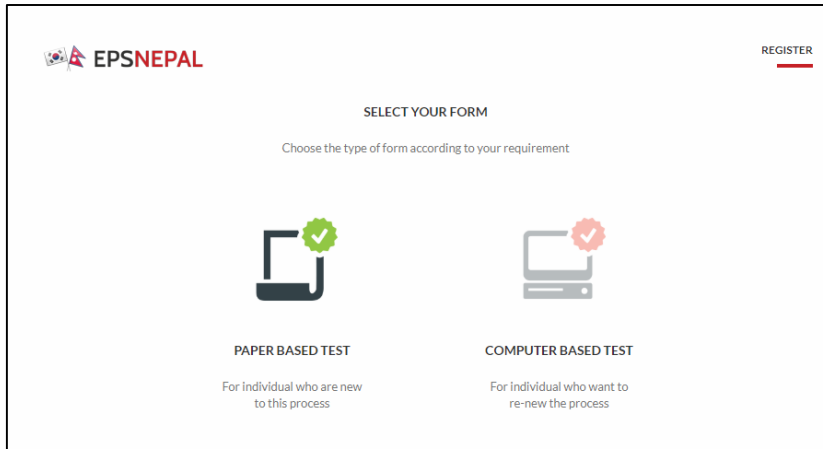 EPSNEPAL
REGISTER
SELECT YOUR FORM
Choose the type of form according to your requirement
PAPER BASED TEST
For individual who are new
to this process
COMPUTER BASED TEST
For individual who want to
re-new the process